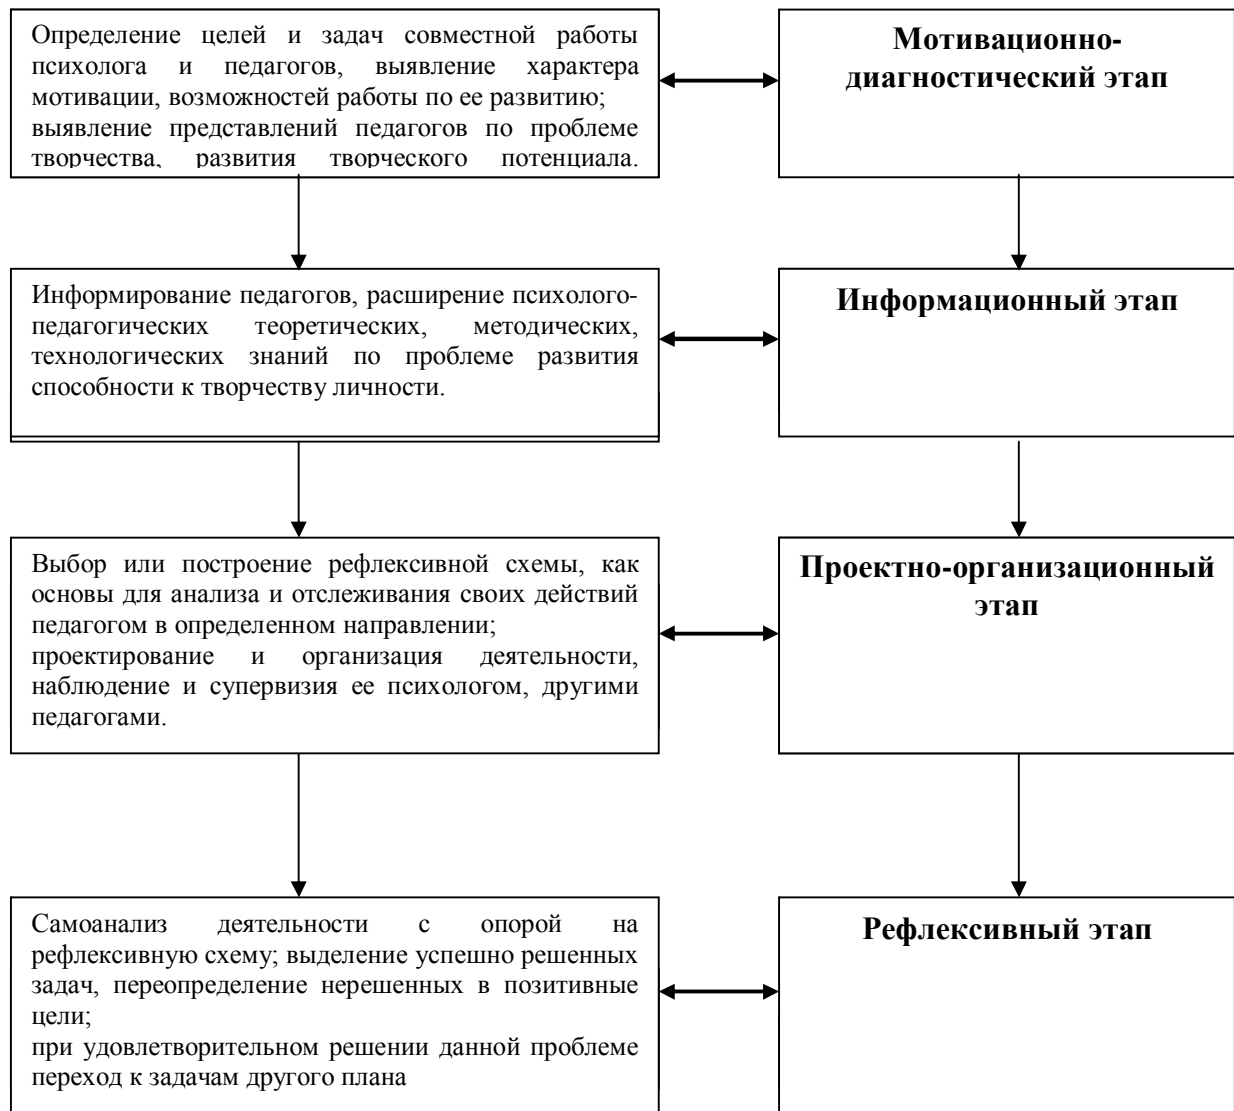 Определение целей и задач совместной работы
психолога и педагогов, выявление характера
мотивации, возможностей работы по ее развитию;
выявление представлений педагогов по проблеме
творчества, развития творческого потенциала.
Мотивационно-
диагностический этап
Информирование педагогов, расширение психолого-
педагогических теоретических, методических,
технологических знаний по проблеме развития
способности к творчеству личности.
Информационный этап
Выбор или построение рефлексивной схемы, как
основы для анализа и отслеживания своих действий
педагогом в определенном направлении;
проектирование и организация деятельности,
наблюдение и супервизия ее психологом, другими
педагогами.
Проектно-организационный
этап
Самоанализ деятельности с опорой на
рефлексивную схему; выделение успешно решенных
задач, переопределение нерешенных в позитивные
цели;
при удовлетворительном решении данной проблеме
переход к задачам другого плана
Рефлексивный этап